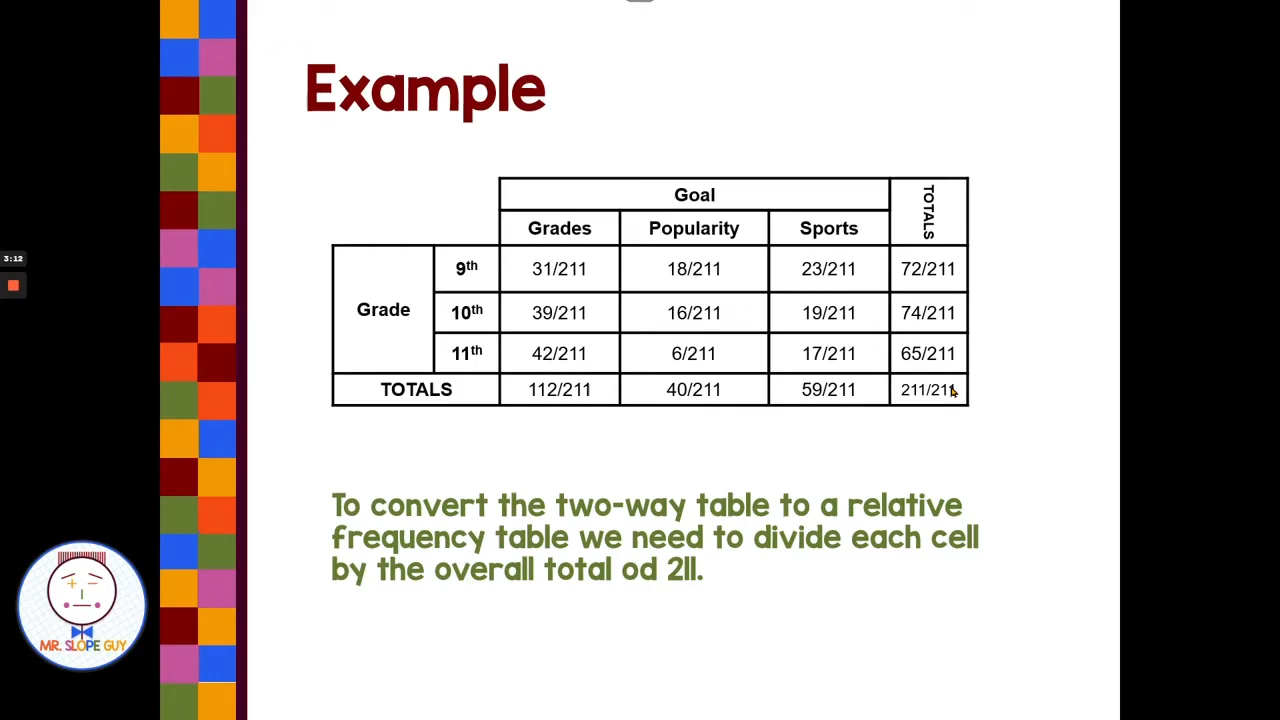 Example
Goal
TOTALS
Grades Popularity Sports
9th 31/211 18/211 23/211 72/211
Grade
10th 39/211 16/211 19/211 74/211
11th 42/211 6/211 17/211 65/211
TOTALS 112/211 40/211 59/211 211/211
3:12
To convert the two-way table to a relative
frequency table we need to divide each cell
by the overall total od 211.
MR. SLOPE GUY